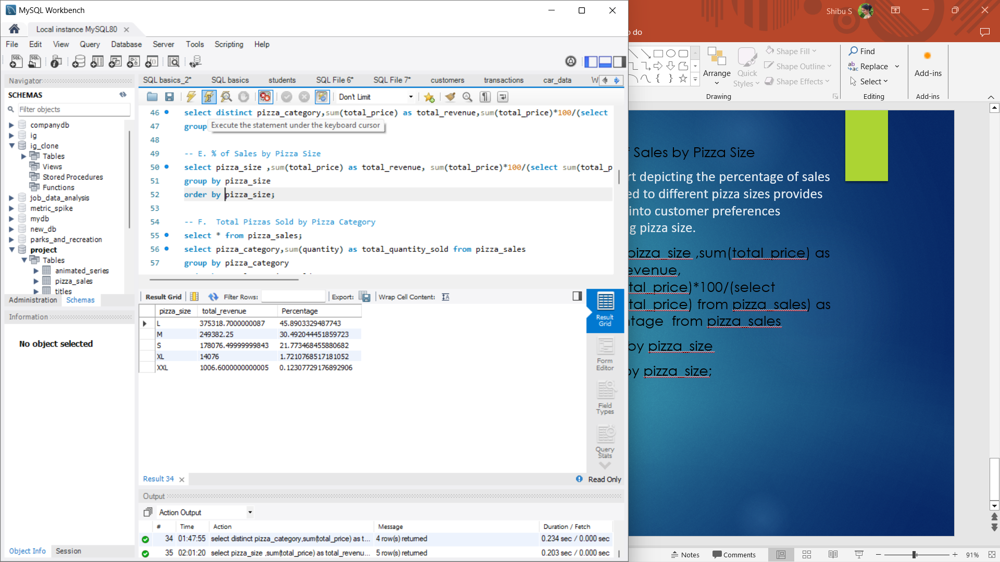 MySQL Workbench
Local instance MySQL80
File Edit View Query Database Server Tools Scripting Help
Navigator
SCHEMAS
Filter objects
companydb
ig
ig_clone
Tables
Views
Stored Procedures
Functions
job_data_analysis
metric_spike
mydb
new_db
parks_and_recreation
project
Tables
animated_series
pizza_sales
titles
Administration Schemas
Information
No object selected
Object Info Session
SQL basics_2* SQL basics students SQL File 6* SQL File 7* customers transactions car_data W
Don't Limit
46 select distinct pizza_category,sum(total_price) as total_revenue,sum(total_price)*100/(select
47 group
Execute the statement under the keyboard cursor
48
49 -- E. % of Sales by Pizza Size
50 select pizza_size ,sum(total_price) as total_revenue, sum(total_price)*100/(select sum(total_p
51 group by pizza_size
52 order by pizza_size;
53
54 -- F.  Total Pizzas Sold by Pizza Category
55 select * from pizza_sales;
56 select pizza_category,sum(quantity) as total_quantity_sold from pizza_sales
57 group by pizza_category
Result Grid Filter Rows: Export: Wrap Cell Content:
pizza_size total_revenue Percentage
L 375318.7000000087 45.8903329487743
M 249382.25 30.492044451859723
S 178076.49999999843 21.773468455880682
XL 14076 1.7210768517181052
XXL 1006.6000000000005 0.12307729176892906
Result Grid
Form Editor
Field Types
Query Stats
Result 34
Read Only
Output
Action Output
# Time Action Message Duration / Fetch
34 01:47:55 select distinct pizza_category,sum(total_price) as t... 4 row(s) returned 0.234 sec / 0.000 sec
35 02:01:20 select pizza_size ,sum(total_price) as total_revenu... 5 row(s) returned 0.203 sec / 0.000 sec
Shibu S
o do
Arrange
Quick Styles
Shape Fill
Shape Outline
Shape Effects
Drawing
Find
Replace
Select
Editing
Add-ins
Add-ins
f Sales by Pizza Size
rt depicting the percentage of sales
ed to different pizza sizes provides
into customer preferences
g pizza size.
pizza_size ,sum(total_price) as
evenue,
tal_price)*100/(select
tal_price) from pizza_sales) as
ntage  from pizza_sales
by pizza_size
by pizza_size;
Notes Comments 91%